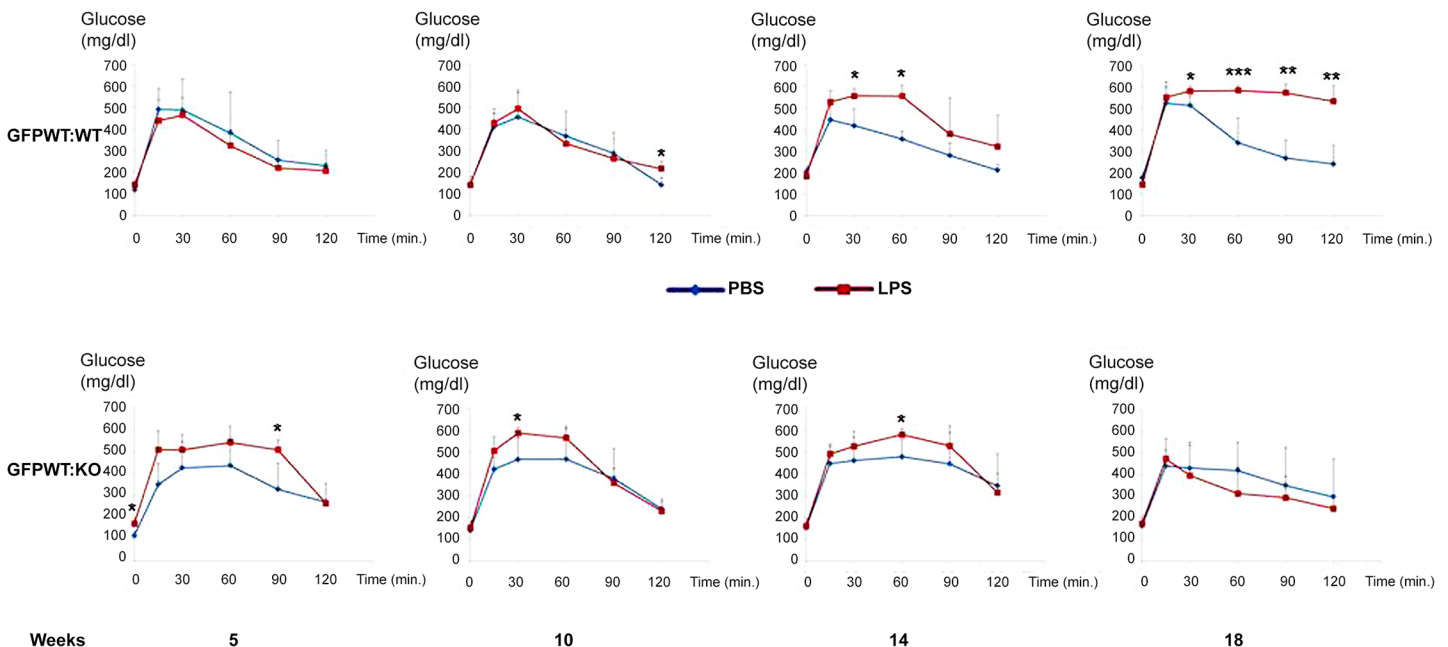 Glucose Glucose Glucose Glucose
(mg/dl) (mg/dl) (mg/dl) (mg/dl)
700 700 700 700
600 600 600 600
500 500 500 500
400 400 400 400
300 300 300 300
200 200 200 200
100 100 100 100
0 0 0 0
* * * * *** ** **
GFPWT:WT
0 30 60 90 120 Time (min.) 0 30 60 90 120 Time (min.) 0 30 60 90 120 Time (min.) 0 30 60 90 120 Time (min.)
PBS LPS
Glucose Glucose Glucose Glucose
(mg/dl) (mg/dl) (mg/dl) (mg/dl)
700 700 700 700
600 600 600 600
500 500 500 500
400 400 400 400
300 300 300 300
200 200 200 200
100 100 100 100
0 0 0 0
* * * *
GFPWT:KO
0 30 60 90 120 Time (min.) 0 30 60 90 120 Time (min.) 0 30 60 90 120 Time (min.) 0 30 60 90 120 Time (min.)
Weeks 5 10 14 18